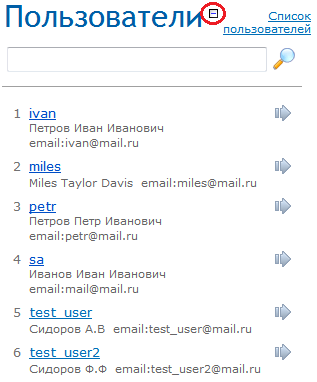 Пользователи
Список
пользователей
1 ivan
Петров Иван Иванович
email:ivan@mail.ru
2 miles
Miles Taylor Davis email:miles@mail.ru
3 petr
Петров Петр Иванович
email:petr@mail.ru
4 sa
Иванов Иван Иванович
email:mail@mail.ru
5 test_user
Сидоров А.В email:test_user@mail.ru
6 test_user2
Сидоров Ф.Ф email:test_user2@mail.ru